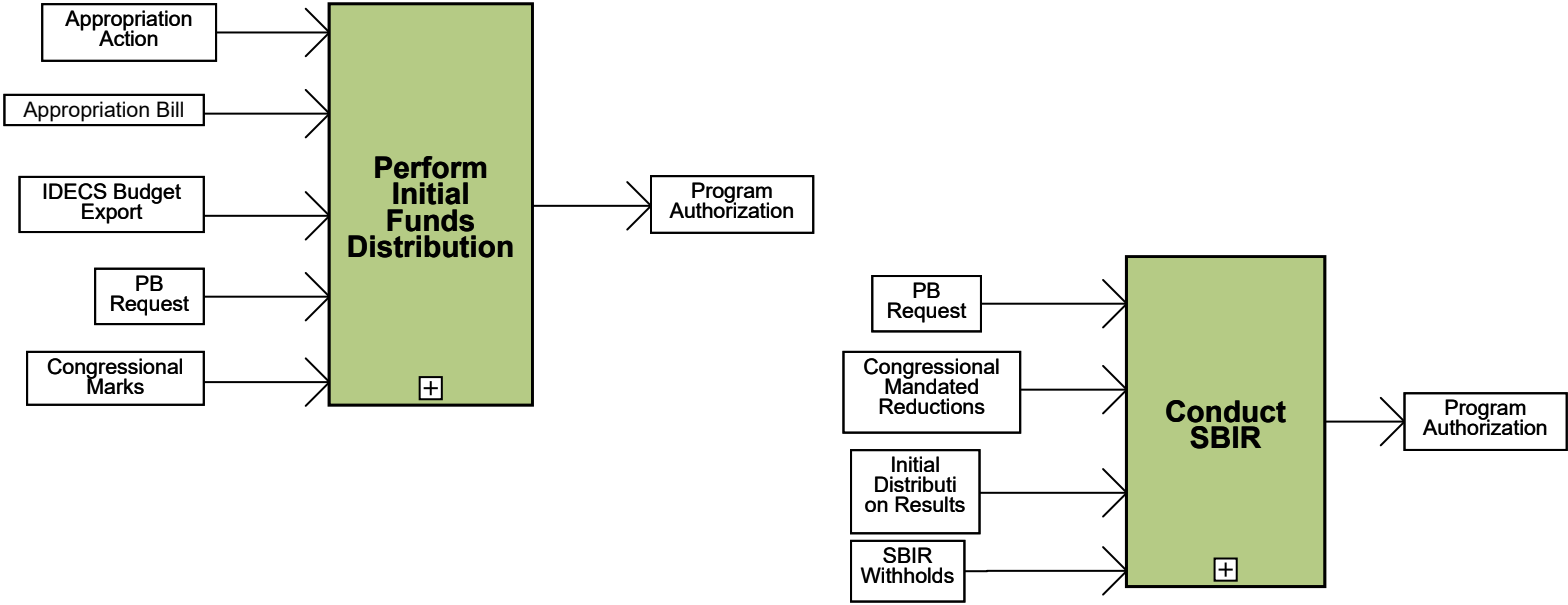 Appropriation
Action
Appropriation Bill
IDECS Budget
Export
PB
Request
Congressional
Marks
Perform
Initial
Funds
Distribution
Program
Authorization
PB
Request
Congressional
Mandated
Reductions
Initial
Distributi
on Results
SBIR
Withholds
Conduct
SBIR
Program
Authorization